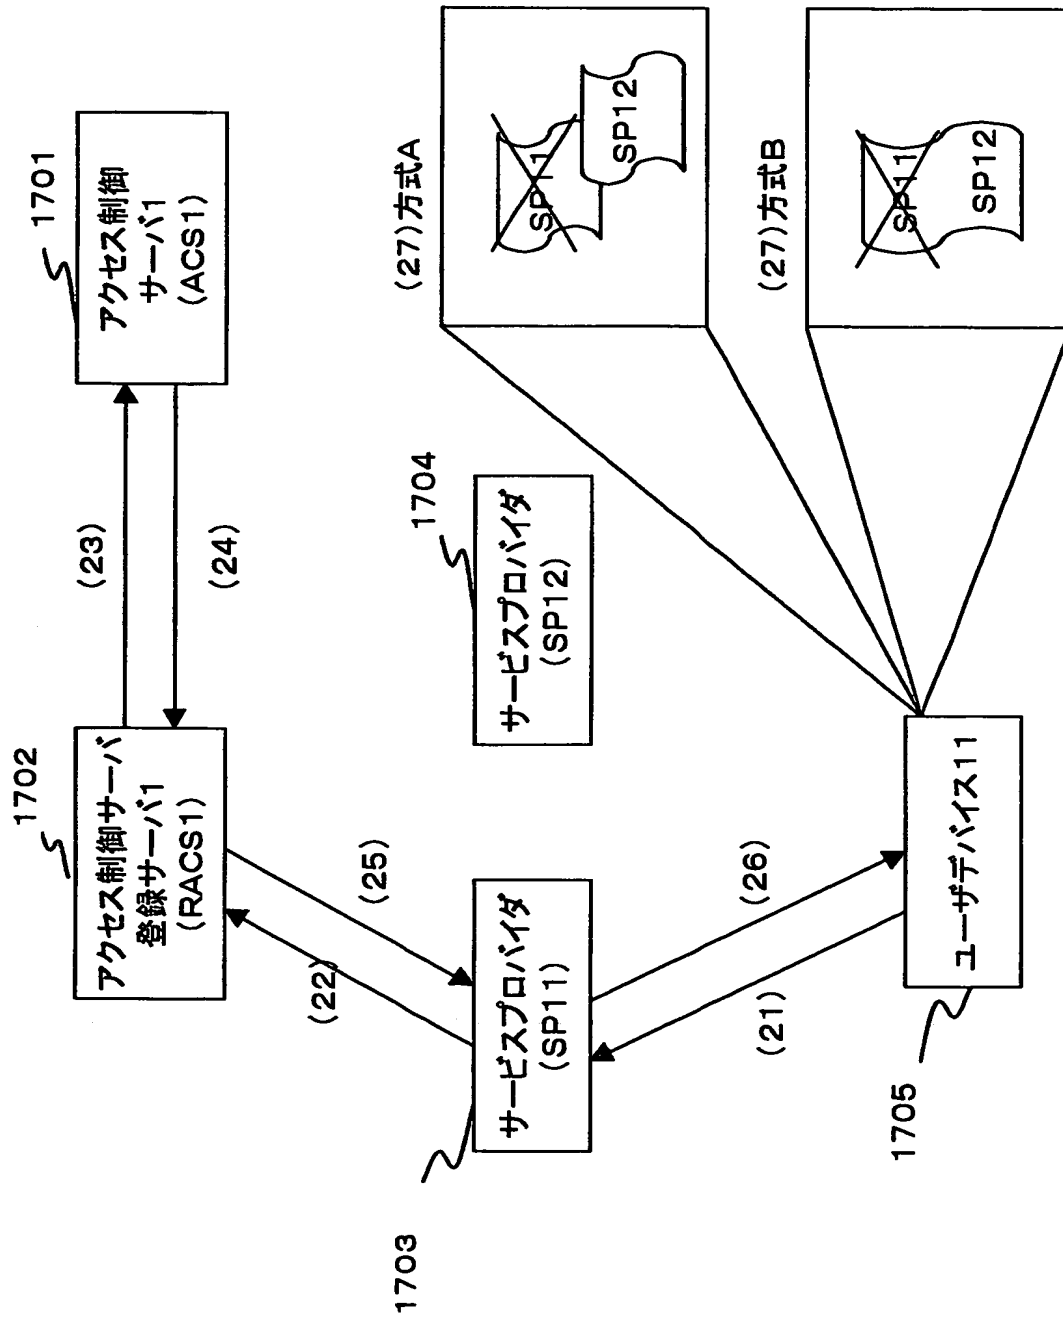 1701
アクセス制御
サーバ1
(ACS1)
(23)
(24)
1702
アクセス制御サーバ
登録サーバ1
(RACS1)
(22)
(25)
1703
サービスプロバイダ
(SP11)
1704
サービスプロバイダ
(SP12)
(21)
(26)
1705
ユーザデバイス11
(27)方式A
SP11
SP12
(27)方式B
SP11
SP12